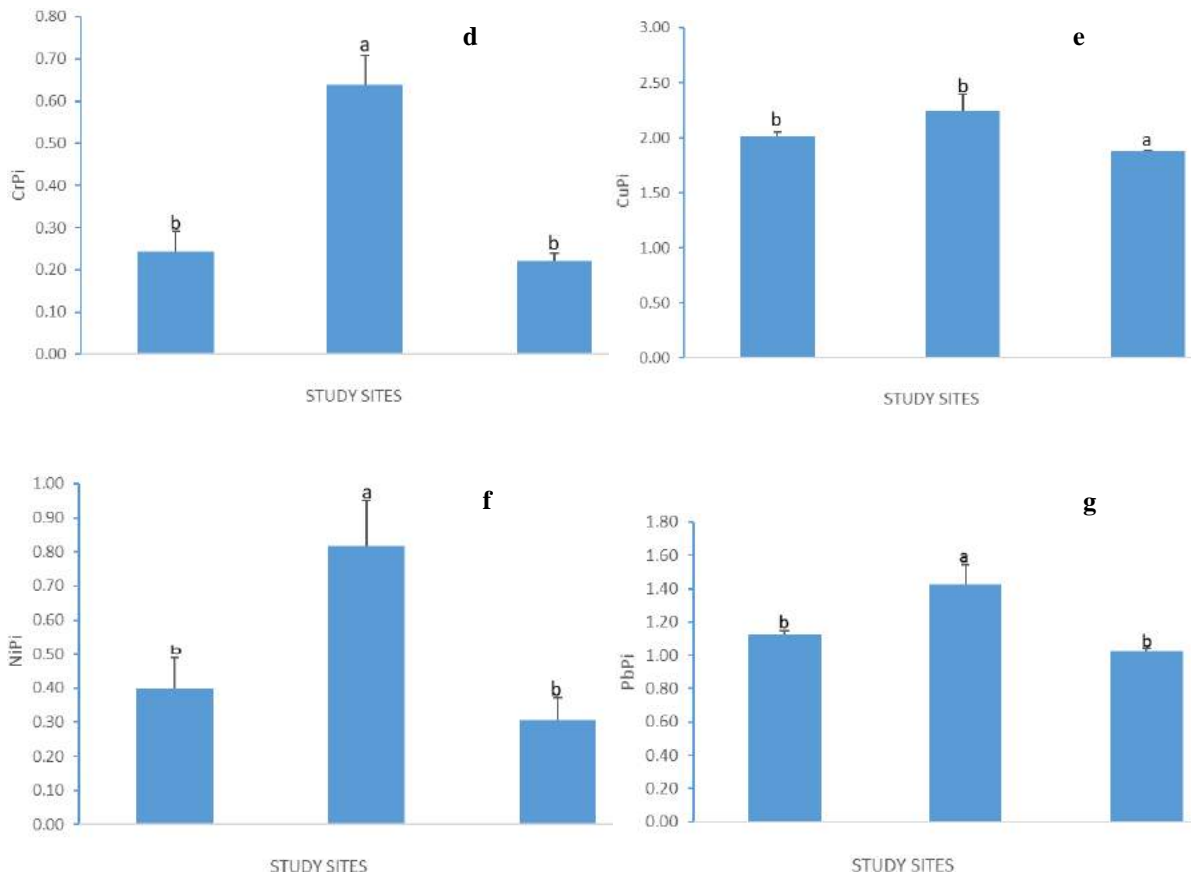 d
0.80
0.70
0.60
0.50
0.40
0.30
0.20
0.10
0.00
CrPi
b
a
b
STUDY SITES
e
3.00
2.50
2.00
1.50
1.00
0.50
0.00
CuPi
b
b
a
STUDY SITES
f
1.00
0.90
0.80
0.70
0.60
0.50
0.40
0.30
0.20
0.10
0.00
NiPi
b
a
b
STUDY SITES
g
1.80
1.60
1.40
1.20
1.00
0.80
0.60
0.40
0.20
0.00
PbPi
b
a
b
STUDY SITES